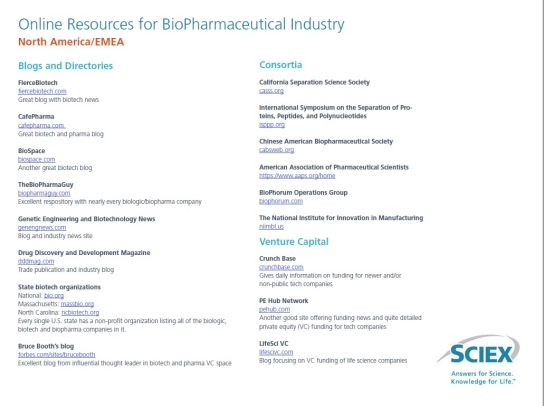 Online Resources for BioPharmaceutical Industry
North America/EMEA
Blogs and Directories
FierceBiotech
fiercebiotech.com
Great blog with biotech news
CafePharma
cafepharma.com
Great biotech and pharma blog
BioSpace
biospace.com
Another great biotech blog
TheBioPharmaGuy
biopharmaguy.com
Excellent respository with nearly every biologic/biopharma company
Genetic Engineering and Biotechnology News
genengnews.com
Blog and industry news site
Drug Discovery and Development Magazine
dddmag.com
Trade publication and industry blog
State biotech organizations
National: bio.org
Massachusetts: massbio.org
North Carolina: ncbiotech.org
Every single U.S. state has a non-profit organization listing all of the biologic,
biotech and biopharma companies in it.
Bruce Booth's blog
forbes.com/sites/brucebooth
Excellent blog from influential thought leader in biotech and pharma VC space
Consortia
California Separation Science Society
casss.org
International Symposium on the Separation of Pro-
teins, Peptides, and Polynucleotides
isppp.org
Chinese American Biopharmaceutical Society
cabsweb.org
American Association of Pharmaceutical Scientists
https://www.aaps.org/home
BioPhorum Operations Group
biophorum.com
The National Institute for Innovation in Manufacturing
niimbl.us
Venture Capital
Crunch Base
crunchbase.com
Gives daily information on funding for newer and/or
non-public tech companies
PE Hub Network
pehub.com
Another good site offering funding news and quite detailed
private equity (VC) funding for tech companies
LifeSci VC
lifescivc.com
Blog focusing on VC funding of life science companies
SCIEX
Answers for Science.
Knowledge for Life.™